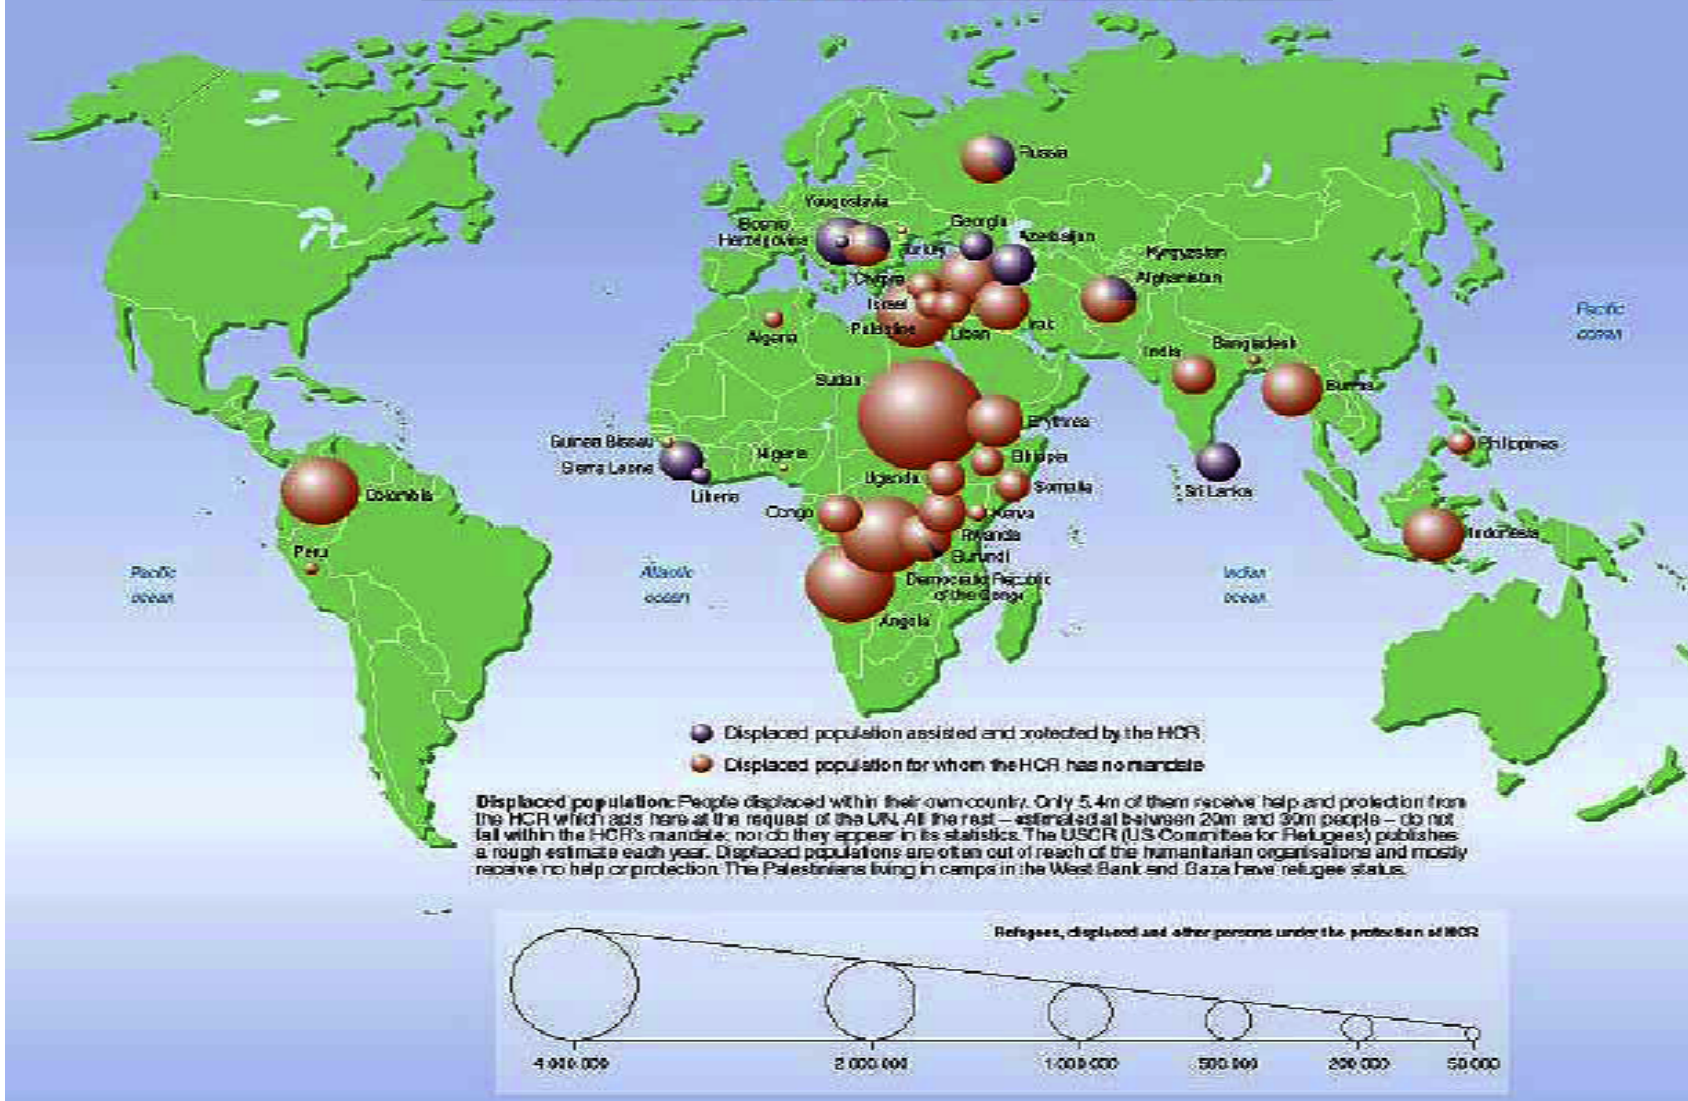 Russia
Yougoslavia
Bosnia
Herzegovina
Georgia
Azerbaijan
Turkey
Kyrgyzstan
Afghanistan
Chypre
Israel
Palestine
Liban
Irak
Algeria
India
Bangladesh
Burma
Pacific
ocean
Sudan
Erythrea
Guinea Bissau
Sierra Leone
Liberia
Nigeria
Uganda
Ethiopia
Somalia
Philippines
Sri Lanka
Colombia
Congo
Kenya
Rwanda
Burundi
Indonesia
Peru
Pacific
ocean
Atlantic
ocean
Democratic Republic
of the Congo
Indian
ocean
Angola
Displaced population assisted and protected by the HCR
Displaced population for whom the HCR has no mandate
Displaced population: People displaced within their own country. Only 5.4m of them receive help and protection from
the HCR which acts here at the request of the UN. All the rest – estimated at between 20m and 30m people – do not
fall within the HCR's mandate; nor do they appear in its statistics. The USCR (US Committee for Refugees) publishes
a rough estimate each year. Displaced populations are often out of reach of the humanitarian organisations and mostly
receive no help or protection. The Palestinians living in camps in the West Bank and Gaza have refugee status.
Refugees, displaced and other persons under the protection of HCR
4 000 000 2 000 000 1 000 000 500 000 200 000 50 000